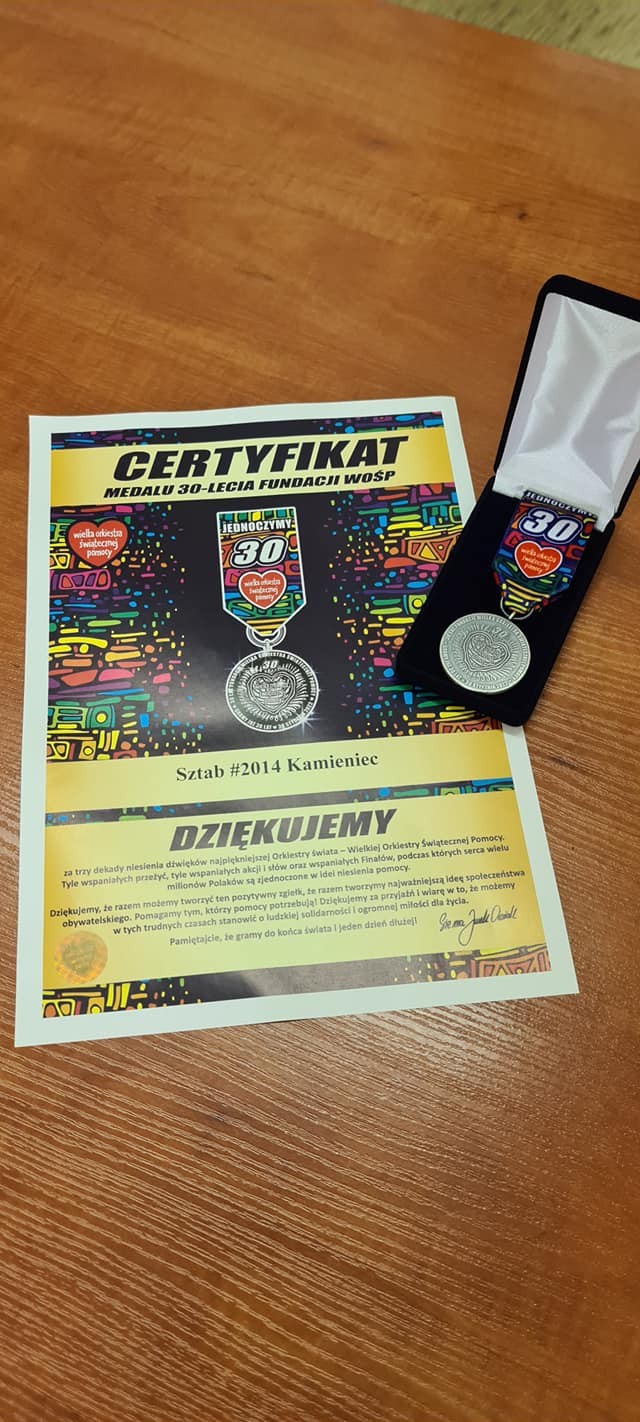 CERTYFIKAT
MEDALU 30-LECIA FUNDACJI WOŚP
wielka orkiestra
świątecznej
pomocy
JEDNOCZYMY
30
wielka orkiestra
świątecznej
pomocy
30
Sztab #2014 Kamieniec
DZIĘKUJEMY
za trzy dekady niesienia dźwięków najpiękniejszej Orkiestry świata – Wielkiej Orkiestry Świątecznej Pomocy.
Tyle wspaniałych przeżyć, tyle wspaniałych akcji i słów oraz wspaniałych Finałów, podczas których serca wielu
milionów Polaków są zjednoczone w idei niesienia pomocy.
Dziękujemy, że razem możemy tworzyć ten pozytywny zgiełk, że razem tworzymy najważniejszą ideę społeczeństwa
obywatelskiego. Pomagamy tym, którzy pomocy potrzebują! Dziękujemy za przyjaźń i wiarę w to, że możemy
w tych trudnych czasach stanowić o ludzkiej solidarności i ogromnej miłości dla życia.
Pamiętajcie, że gramy do końca świata i jeden dzień dłużej!
JEDNOCZYMY
30
wielka orkiestra
świątecznej
pomocy
30